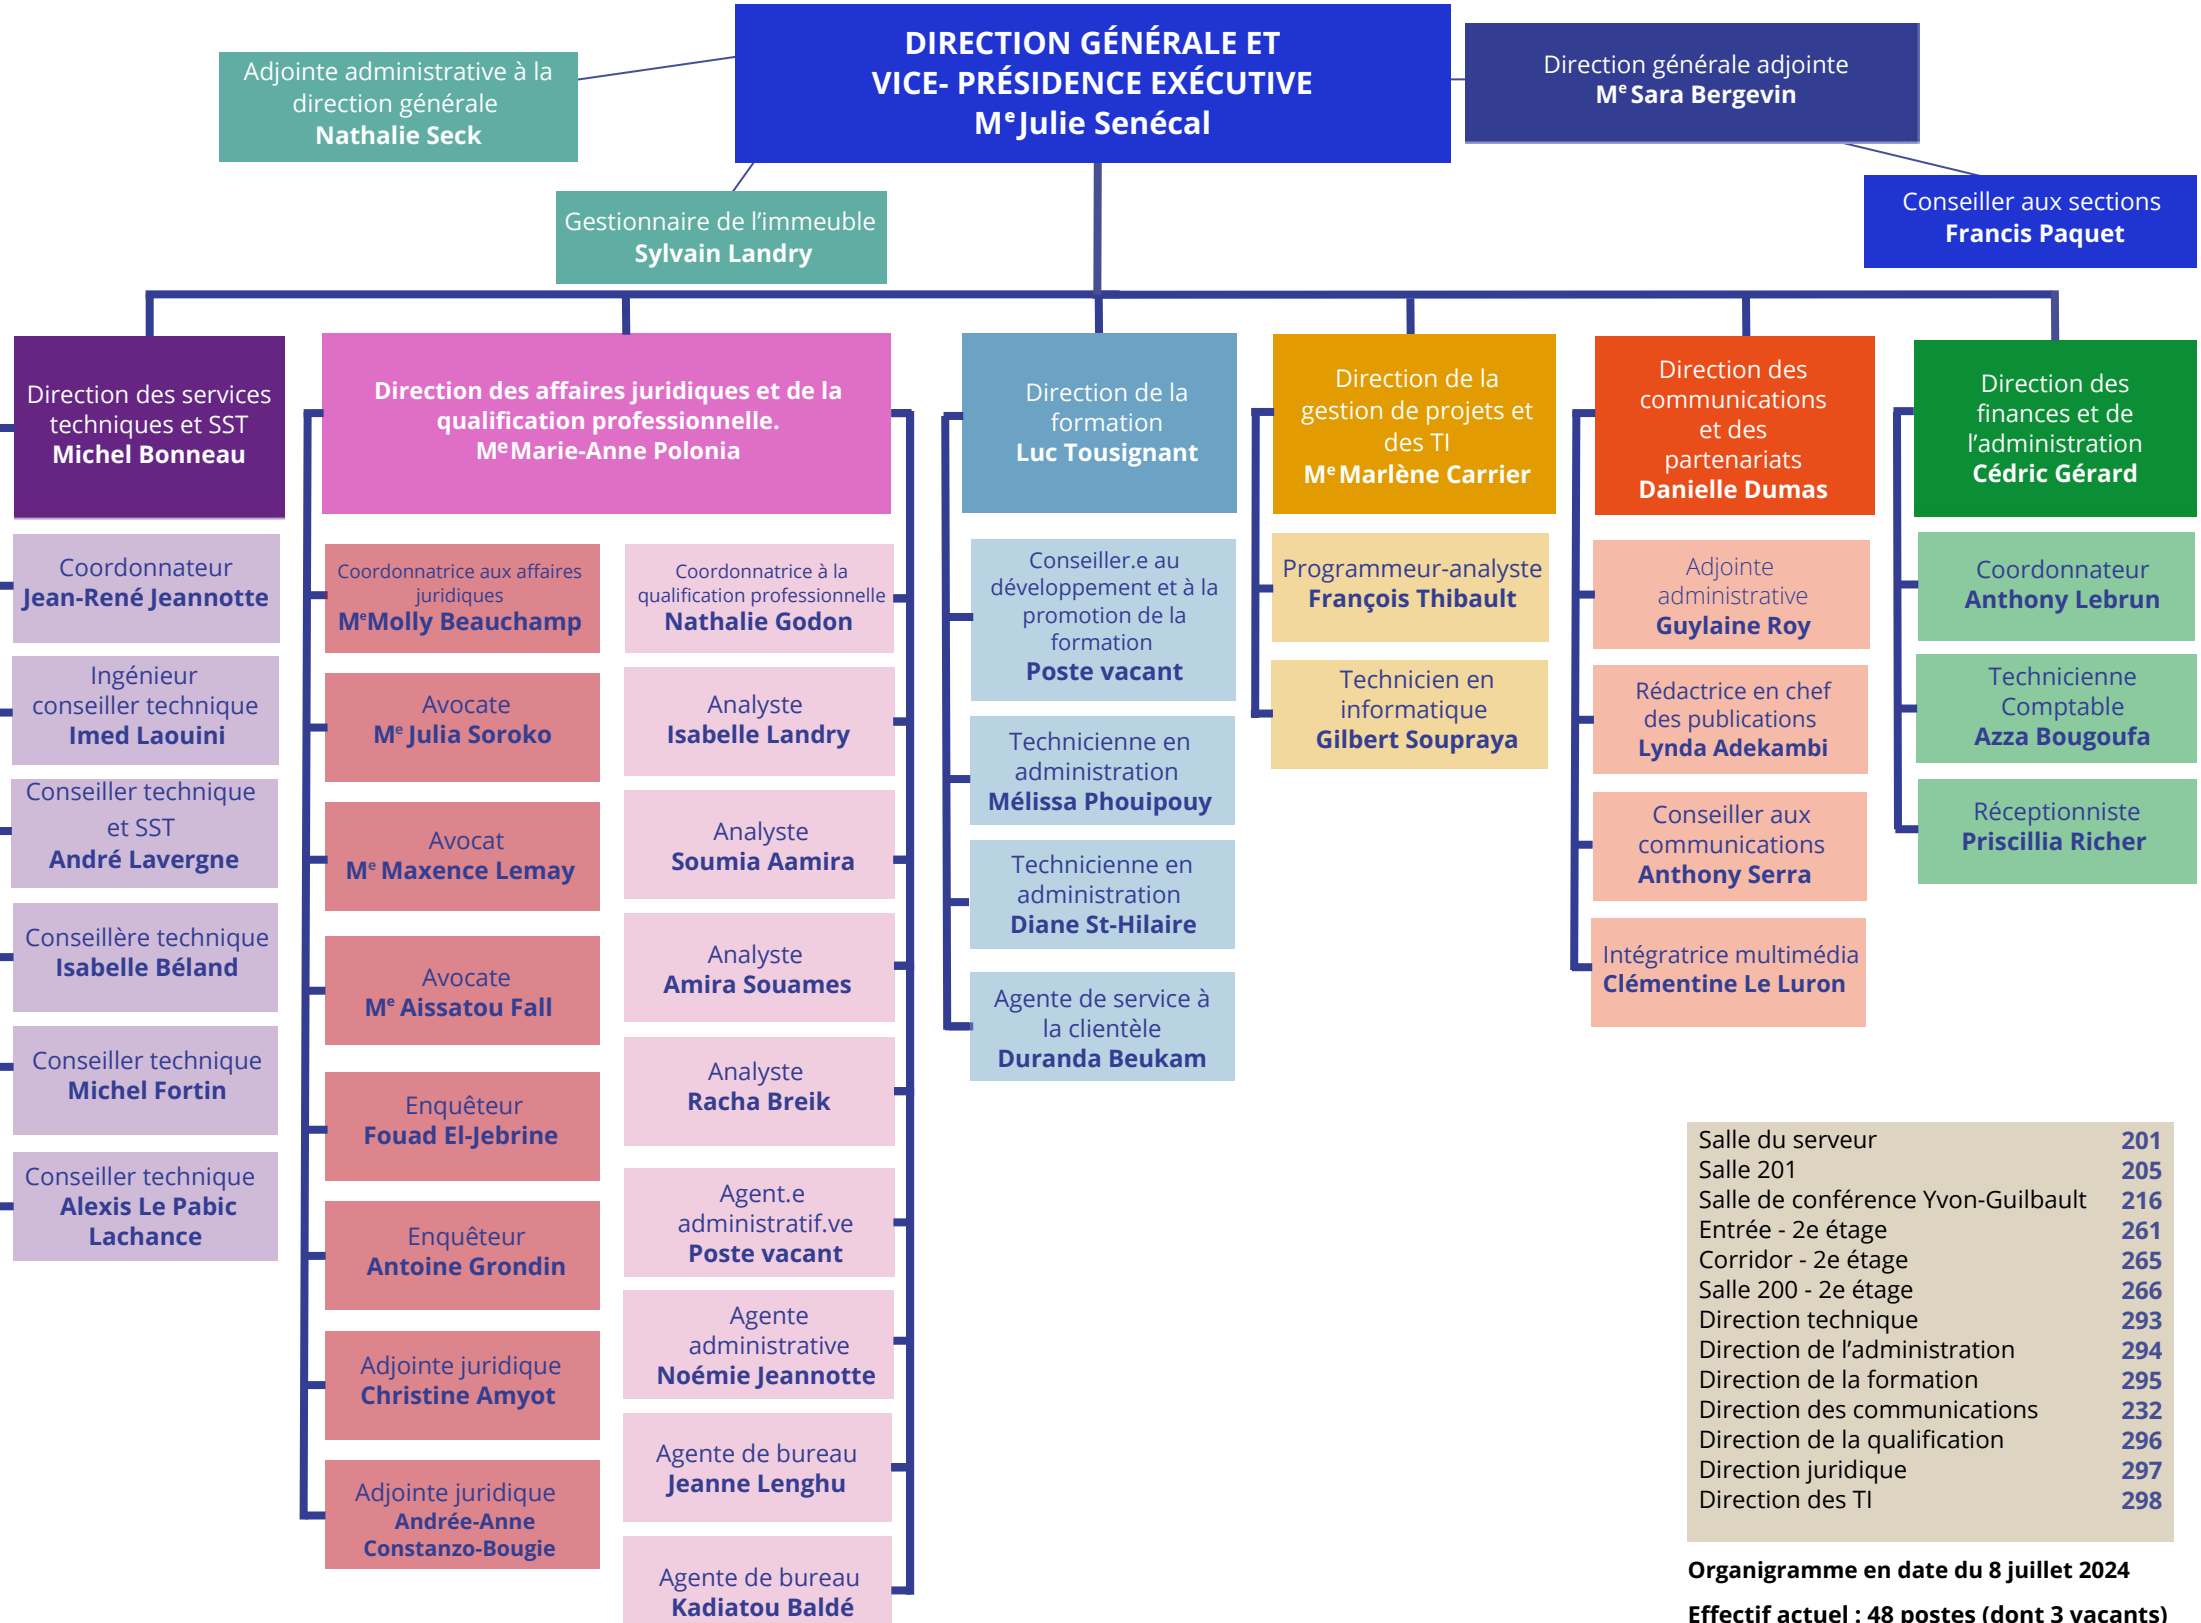 DIRECTION GÉNÉRALE ET
VICE- PRÉSIDENCE EXÉCUTIVE
Mᵉ Julie Senécal
Adjointe administrative à la
direction générale
Nathalie Seck
Direction générale adjointe
Mᵉ Sara Bergevin
Gestionnaire de l'immeuble
Sylvain Landry
Conseiller aux sections
Francis Paquet
Direction des services
techniques et SST
Michel Bonneau
Coordonnateur
Jean-René Jeannotte
Ingénieur
conseiller technique
Imed Laouini
Conseiller technique
et SST
André Lavergne
Conseillère technique
Isabelle Béland
Conseiller technique
Michel Fortin
Conseiller technique
Alexis Le Pabic
Lachance
Direction des affaires juridiques et de la
qualification professionnelle.
Mᵉ Marie-Anne Polonia
Coordonnatrice aux affaires
juridiques
MᵉMolly Beauchamp
Avocate
Mᵉ Julia Soroko
Avocat
Mᵉ Maxence Lemay
Avocate
Mᵉ Aissatou Fall
Enquêteur
Fouad El-Jebrine
Enquêteur
Antoine Grondin
Adjointe juridique
Christine Amyot
Adjointe juridique
Andrée-Anne
Constanzo-Bougie
Coordonnatrice à la
qualification professionnelle
Nathalie Godon
Analyste
Isabelle Landry
Analyste
Soumia Aamira
Analyste
Amira Souames
Analyste
Racha Breik
Agent.e
administratif.ve
Poste vacant
Agente
administrative
Noémie Jeannotte
Agente de bureau
Jeanne Lenghu
Agente de bureau
Kadiatou Baldé
Direction de la
formation
Luc Tousignant
Conseiller.e au
développement et à la
promotion de la
formation
Poste vacant
Technicienne en
administration
Mélissa Phouipouy
Technicienne en
administration
Diane St-Hilaire
Agente de service à
la clientèle
Duranda Beukam
Direction de la
gestion de projets et
des TI
Mᵉ Marlène Carrier
Programmeur-analyste
François Thibault
Technicien en
informatique
Gilbert Soupraya
Direction des
communications
et des
partenariats
Danielle Dumas
Adjointe
administrative
Guylaine Roy
Rédactrice en chef
des publications
Lynda Adekambi
Conseiller aux
communications
Anthony Serra
Intégratrice multimédia
Clémentine Le Luron
Direction des
finances et de
l'administration
Cédric Gérard
Coordonnateur
Anthony Lebrun
Technicienne
Comptable
Azza Bougoufa
Réceptionniste
Priscillia Richer
Salle du serveur 201
Salle 201 205
Salle de conférence Yvon-Guilbault 216
Entrée - 2e étage 261
Corridor - 2e étage 265
Salle 200 - 2e étage 266
Direction technique 293
Direction de l'administration 294
Direction de la formation 295
Direction des communications 232
Direction de la qualification 296
Direction juridique 297
Direction des TI 298
Organigramme en date du 8 juillet 2024
Effectif actuel : 48 postes (dont 3 vacants)